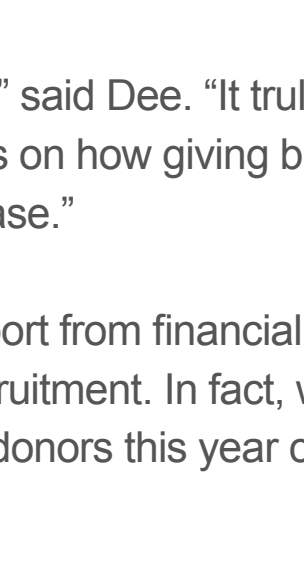 ” said Dee. “It trul
s on how giving b
ase.”
ort from financial
ruitment. In fact, w
donors this year c